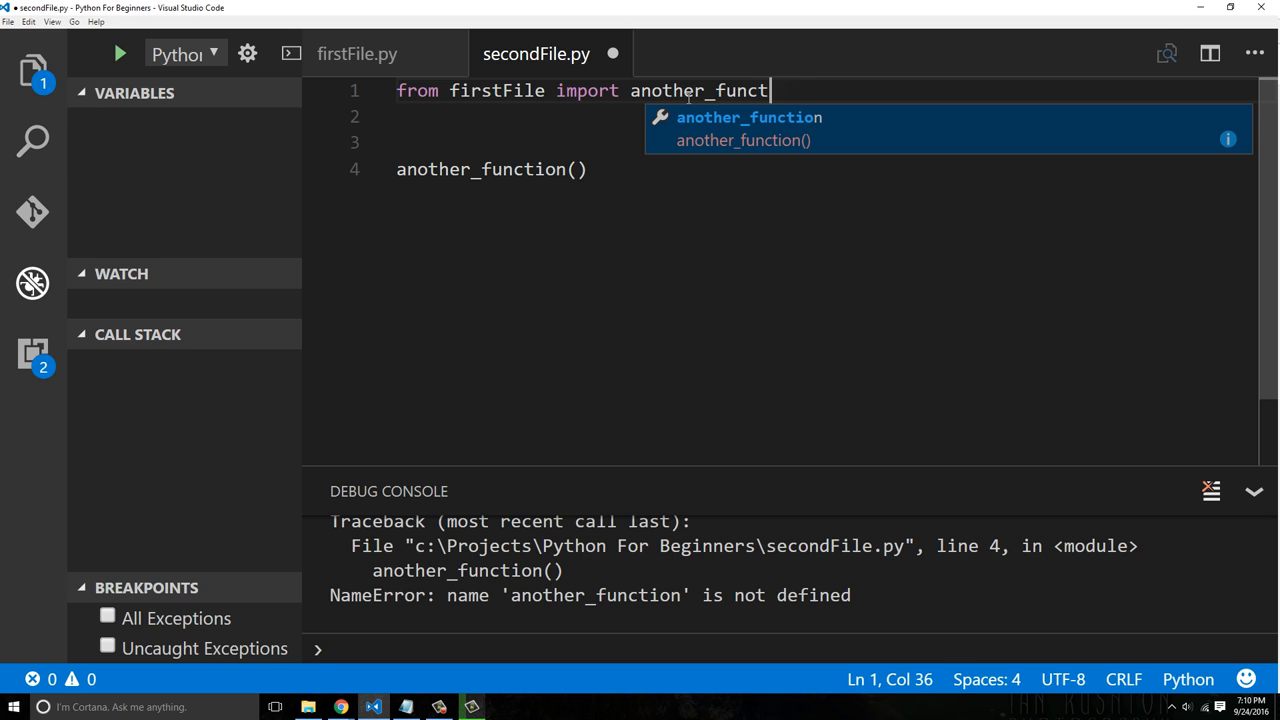 ● secondFile.py - Python For Beginners - Visual Studio Code
File Edit View Go Help
Python
firstFile.py
secondFile.py
1 from firstFile import another_funct
2
3
4 another_function()
another_function
another_function()
1
2
VARIABLES
WATCH
CALL STACK
BREAKPOINTS
All Exceptions
Uncaught Exceptions
DEBUG CONSOLE
Traceback (most recent call last):
File "c:\Projects\Python For Beginners\secondFile.py", line 4, in <module>
another_function()
NameError: name 'another_function' is not defined
0 0
Ln 1, Col 36 Spaces: 4 UTF-8 CRLF Python
I'm Cortana. Ask me anything.
7:10 PM
9/24/2016